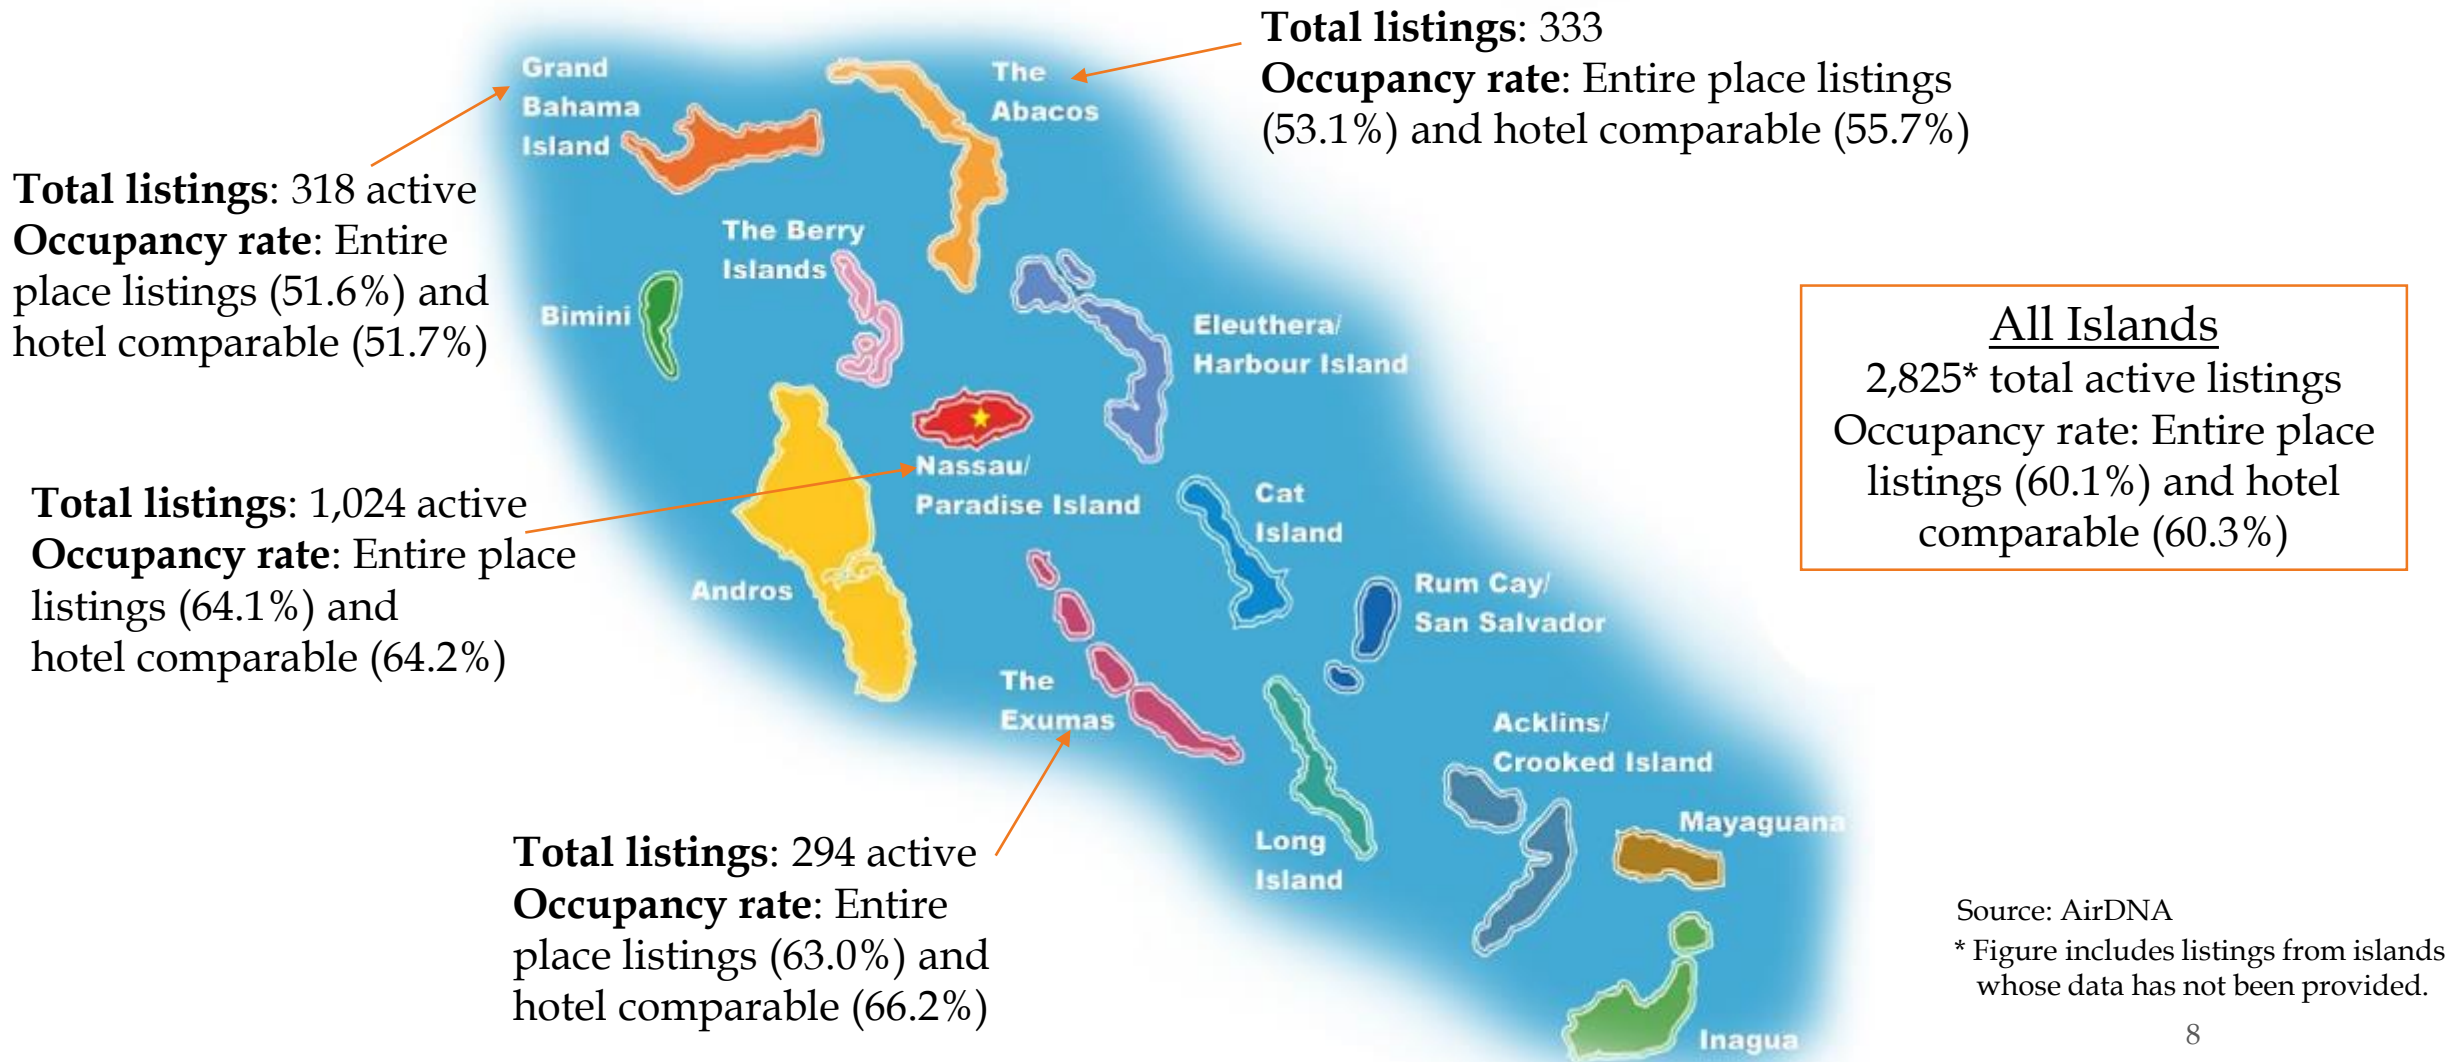 Total listings: 333
Occupancy rate: Entire place listings
(53.1%) and hotel comparable (55.7%)
Grand
Bahama
Island
The
Abacos
Total listings: 318 active
Occupancy rate: Entire
place listings (51.6%) and
hotel comparable (51.7%)
The Berry
Islands
Bimini
Eleuthera/
Harbour Island
All Islands
2,825* total active listings
Occupancy rate: Entire place
listings (60.1%) and hotel
comparable (60.3%)
Nassau/
Paradise Island
Total listings: 1,024 active
Occupancy rate: Entire place
listings (64.1%) and
hotel comparable (64.2%)
Cat
Island
Andros
Rum Cay/
San Salvador
The
Exumas
Acklins/
Crooked Island
Total listings: 294 active
Occupancy rate: Entire
place listings (63.0%) and
hotel comparable (66.2%)
Long
Island
Mayaguana
Inagua
Source: AirDNA
* Figure includes listings from islands
whose data has not been provided.
8